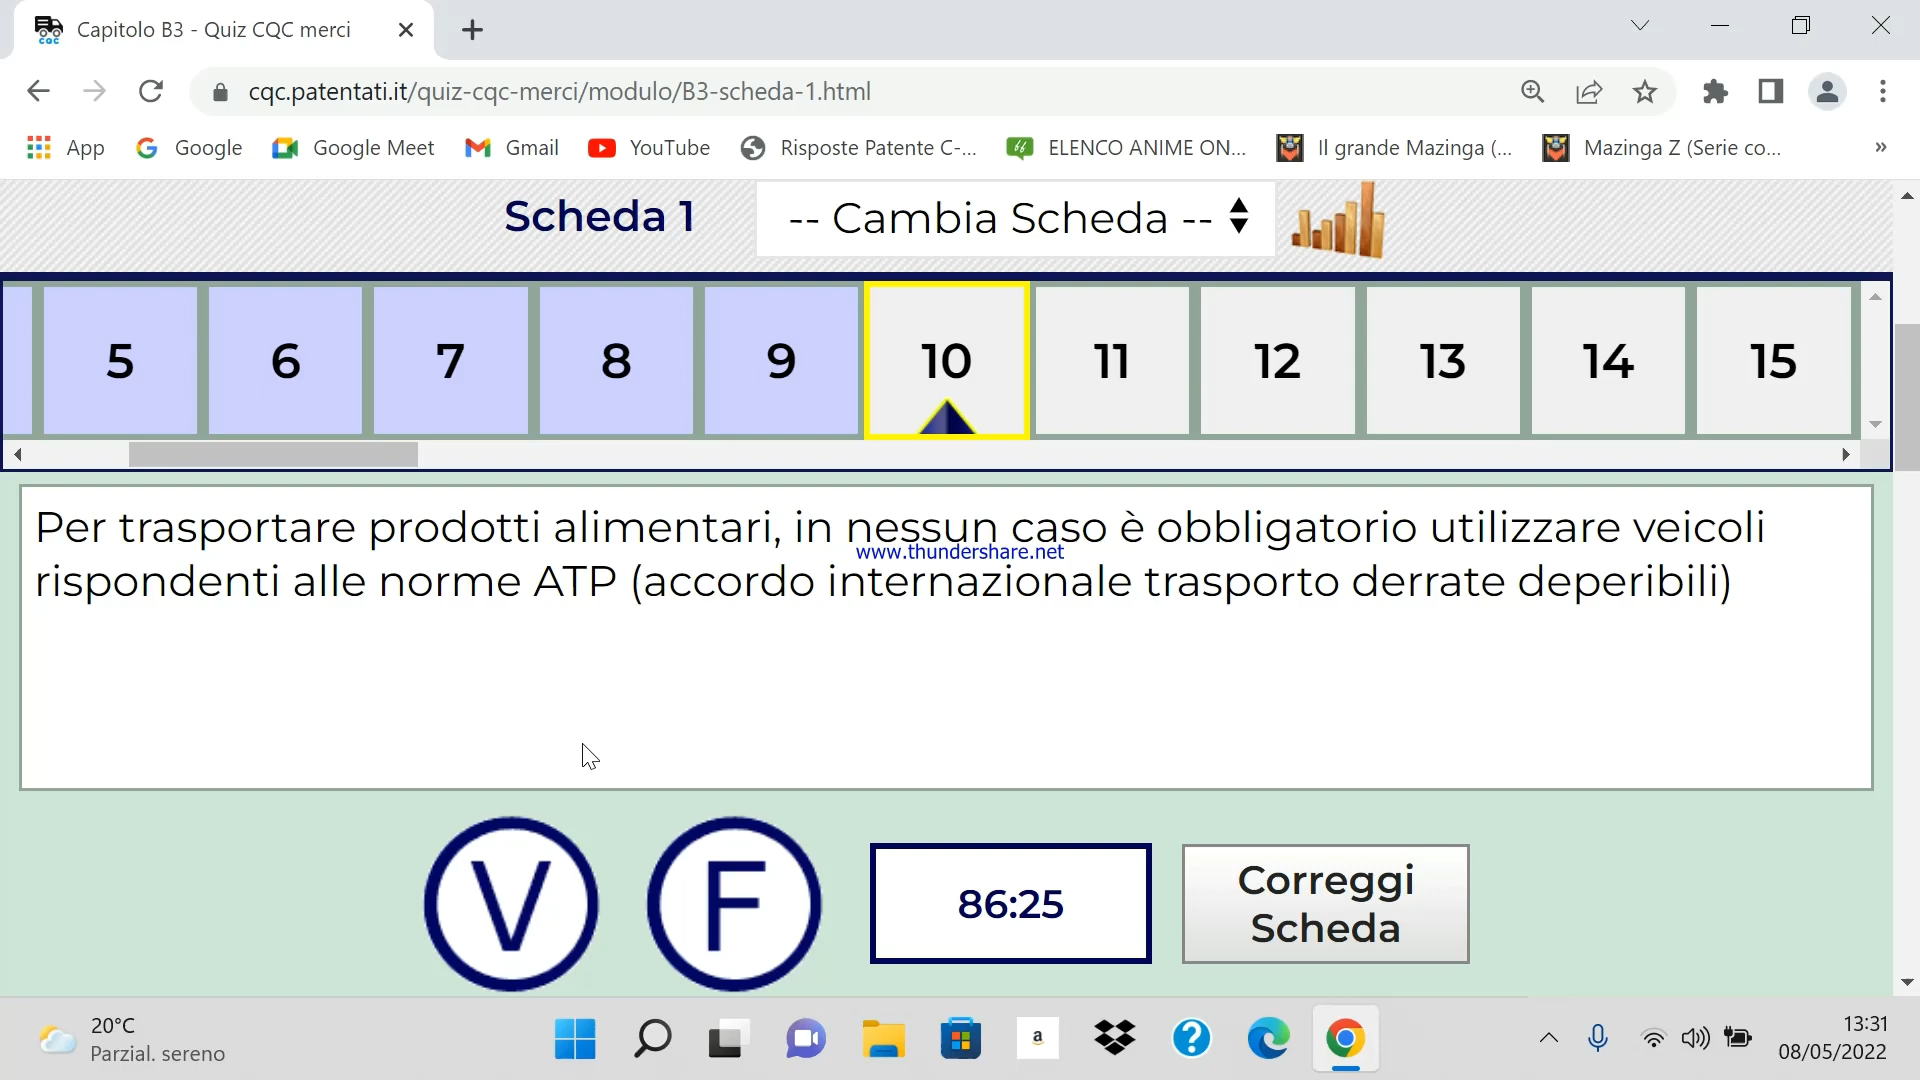 Capitolo B3 - Quiz CQC merci
cqc.patentati.it/quiz-cqc-merci/modulo/B3-scheda-1.html
App Google Google Meet Gmail YouTube Risposte Patente C-... ELENCO ANIME ON... Il grande Mazinga (... Mazinga Z (Serie co... »
Scheda 1 -- Cambia Scheda --
5 6 7 8 9 10 11 12 13 14 15
Per trasportare prodotti alimentari, in nessun caso è obbligatorio utilizzare veicoli
www.thundershare.net
rispondenti alle norme ATP (accordo internazionale trasporto derrate deperibili)
V F 86:25 Correggi
Scheda
20°C
Parzial. sereno
a
13:31
08/05/2022